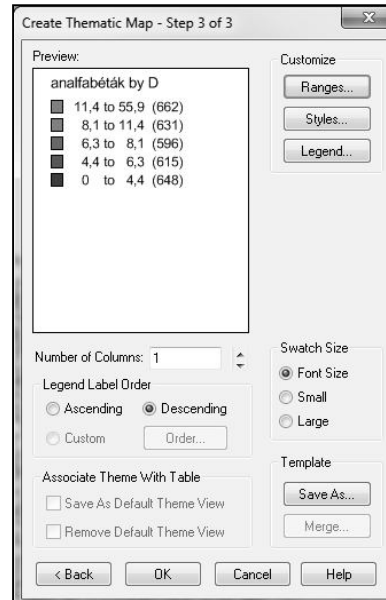 Create Thematic Map - Step 3 of 3
x
Preview:
analfabéták by D
11,4 to 55,9 (662)
8,1 to 11,4 (631)
6,3 to 8,1 (596)
4,4 to 6,3 (615)
0 to 4,4 (648)
Customize
Ranges...
Styles...
Legend...
Number of Columns: 1
Legend Label Order
Ascending Descending
Custom Order...
Swatch Size
Font Size
Small
Large
Associate Theme With Table
Save As Default Theme View
Remove Default Theme View
Template
Save As...
Merge...
< Back OK Cancel Help